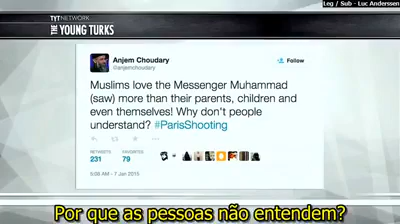 Leg / Sub - Luc Anderssen
TYT NETWORK
THE YOUNG TURKS
Anjem Choudary
@anjemchoudary
Follow
Muslims love the Messenger Muhammad
(saw) more than their parents, children and
even themselves! Why don't people
understand? #ParisShooting
RETWEETS FAVORITES
231 79
5:08 AM - 7 Jan 2015
Por que as pessoas não entendem?